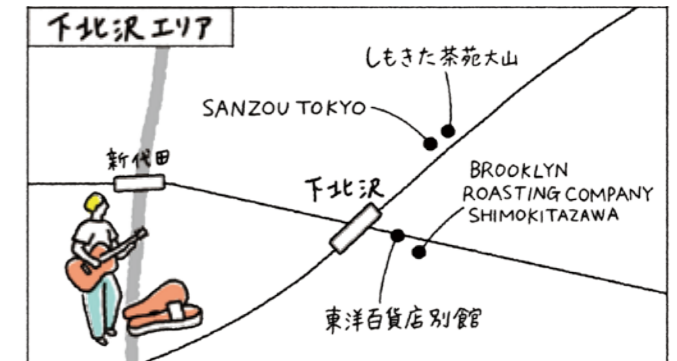 下北沢エリア
しもきた茶苑大山
SANZOU TOKYO
新代田
下北沢
BROOKLYN
ROASTING COMPANY
SHIMOKITAZAWA
東洋百貨店別館